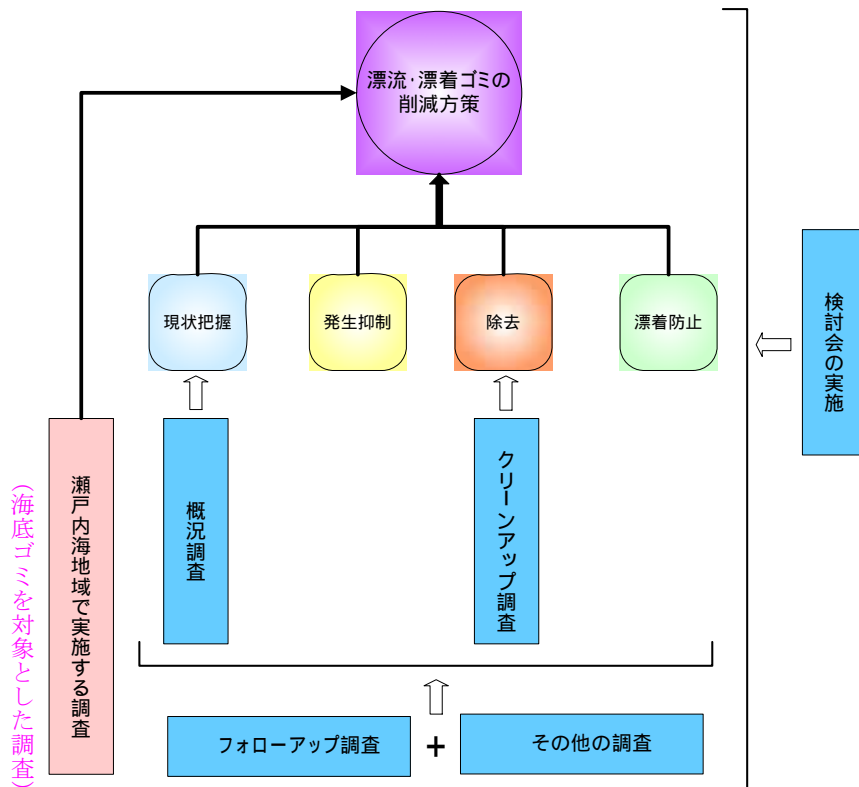 漂流・漂着ゴミの
削減方策
現状把握
発生抑制
除去
漂着防止
検討会の実施
概況調査
クリーンアップ調査
瀬戸内海地域で実施する調査
(海底ゴミを対象とした調査)
フォローアップ調査
+
その他の調査